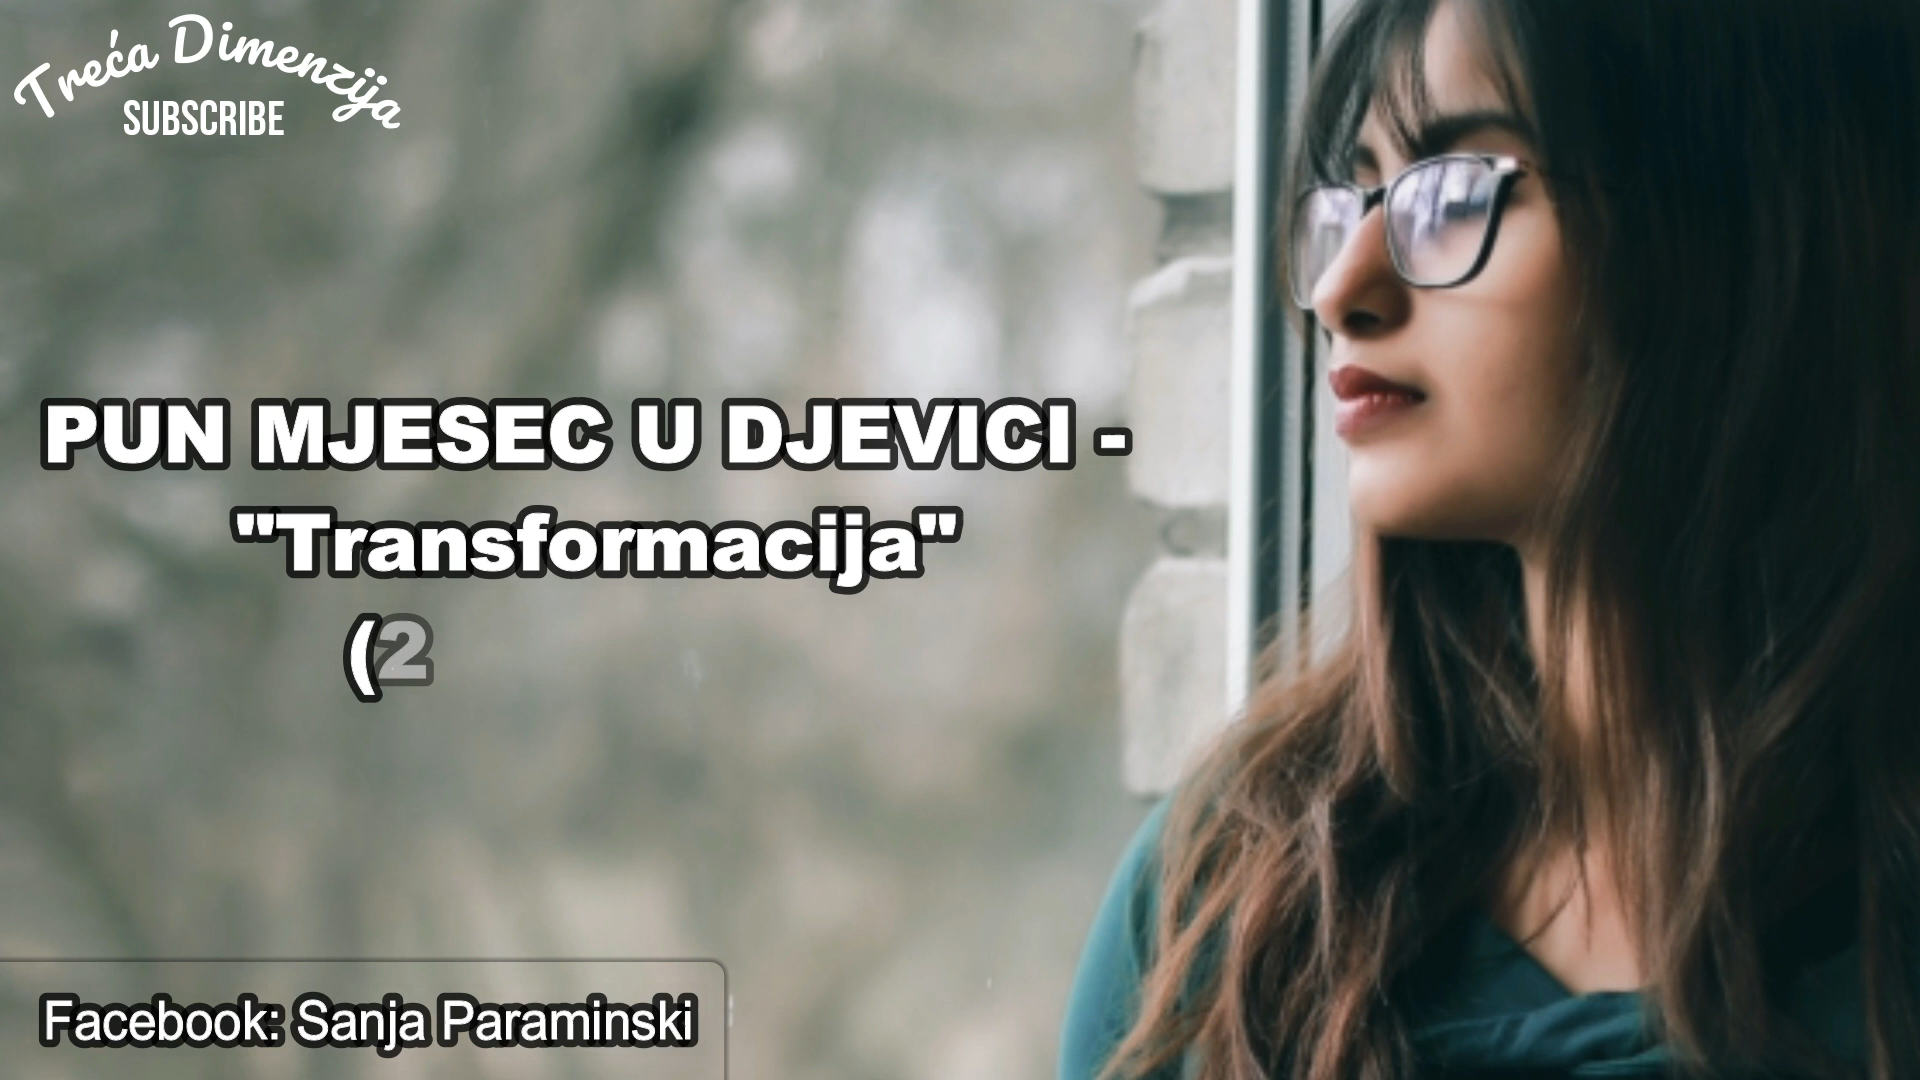 Treća Dimenzija
SUBSCRIBE
PUN MJESEC U DJEVICI -
"Transformacija"
(2
Facebook: Sanja Paraminski